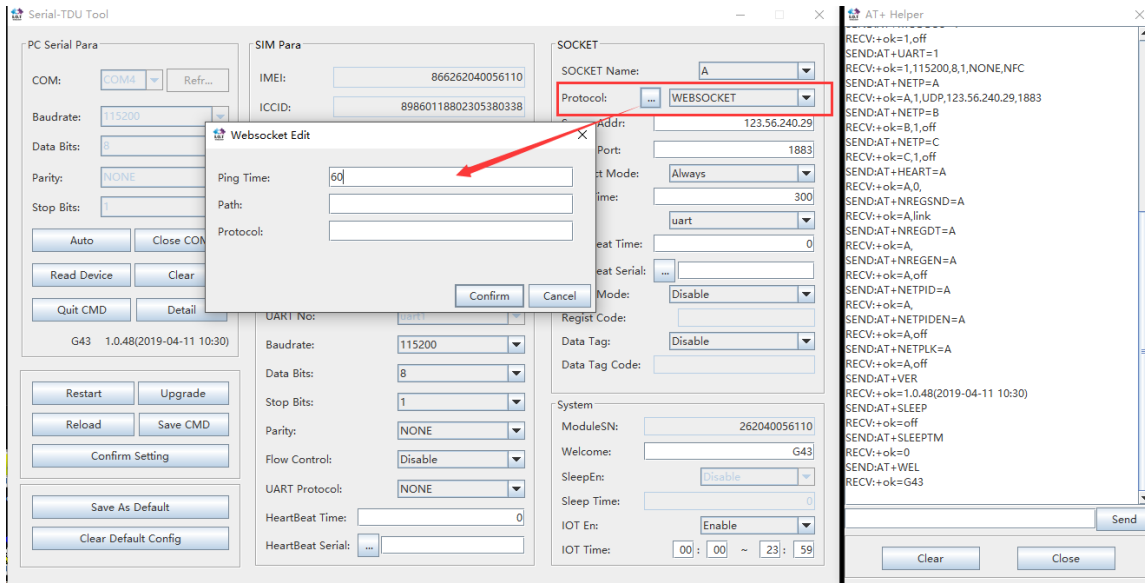 Serial-TDU Tool
PC Serial Para
COM: COM4 Refr...
Baudrate: 115200
Data Bits: 8
Parity: NONE
Stop Bits: 1
Auto Close COM
Read Device Clear
Quit CMD Detail
G43 1.0.48(2019-04-11 10:30)
Restart Upgrade
Reload Save CMD
Confirm Setting
Save As Default
Clear Default Config
SIM Para
IMEI: 866262040056110
ICCID: 89860118802305380338
Websocket Edit
Ping Time: 60
Path:
Protocol:
Confirm Cancel
UART No: uart1
Baudrate: 115200
Data Bits: 8
Stop Bits: 1
Parity: NONE
Flow Control: Disable
UART Protocol: NONE
HeartBeat Time: 0
HeartBeat Serial: ...
SOCKET
SOCKET Name: A
Protocol: ... WEBSOCKET
Addr: 123.56.240.29
Port: 1883
ct Mode: Always
ime: 300
uart
eat Time: 0
eat Serial: ...
Mode: Disable
Regist Code:
Data Tag: Disable
Data Tag Code:
System
ModuleSN: 262040056110
Welcome: G43
SleepEn: Disable
Sleep Time: 0
IOT En: Enable
IOT Time: 00 : 00 ~ 23 : 59
AT+ Helper
RECV:+ok=1,off
SEND:AT+UART=1
RECV:+ok=1,115200,8,1,NONE,NFC
SEND:AT+NETP=A
RECV:+ok=A,1,UDP,123.56.240.29,1883
SEND:AT+NETP=B
RECV:+ok=B,1,off
SEND:AT+NETP=C
RECV:+ok=C,1,off
SEND:AT+HEART=A
RECV:+ok=A,0,
SEND:AT+NREGSND=A
RECV:+ok=A,link
SEND:AT+NREGDT=A
RECV:+ok=A,
SEND:AT+NREGEN=A
RECV:+ok=A,off
SEND:AT+NETPID=A
RECV:+ok=A,
SEND:AT+NETPIDEN=A
RECV:+ok=A,off
SEND:AT+NETPLK=A
RECV:+ok=A,off
SEND:AT+VER
RECV:+ok=1.0.48(2019-04-11 10:30)
SEND:AT+SLEEP
RECV:+ok=off
SEND:AT+SLEEPTM
RECV:+ok=0
SEND:AT+WEL
RECV:+ok=G43
Send
Clear Close